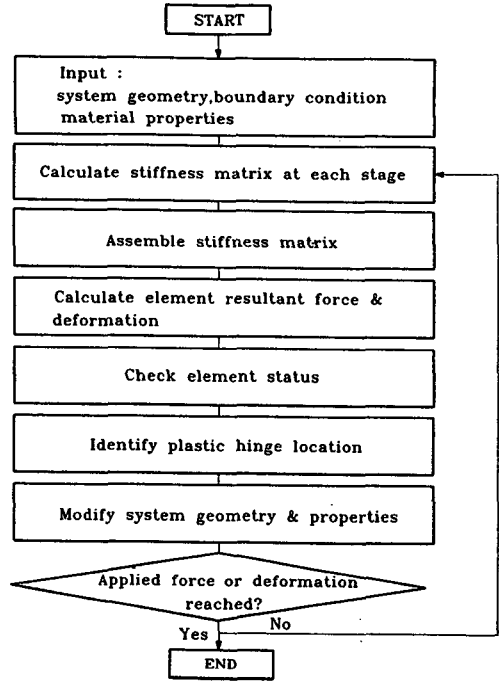 START
Input :
system geometry,boundary condition
material properties
Calculate stiffness matrix at each stage
Assemble stiffness matrix
Calculate element resultant force &
deformation
Check element status
Identify plastic hinge location
Modify system geometry & properties
Applied force or deformation
reached?
Yes No
END